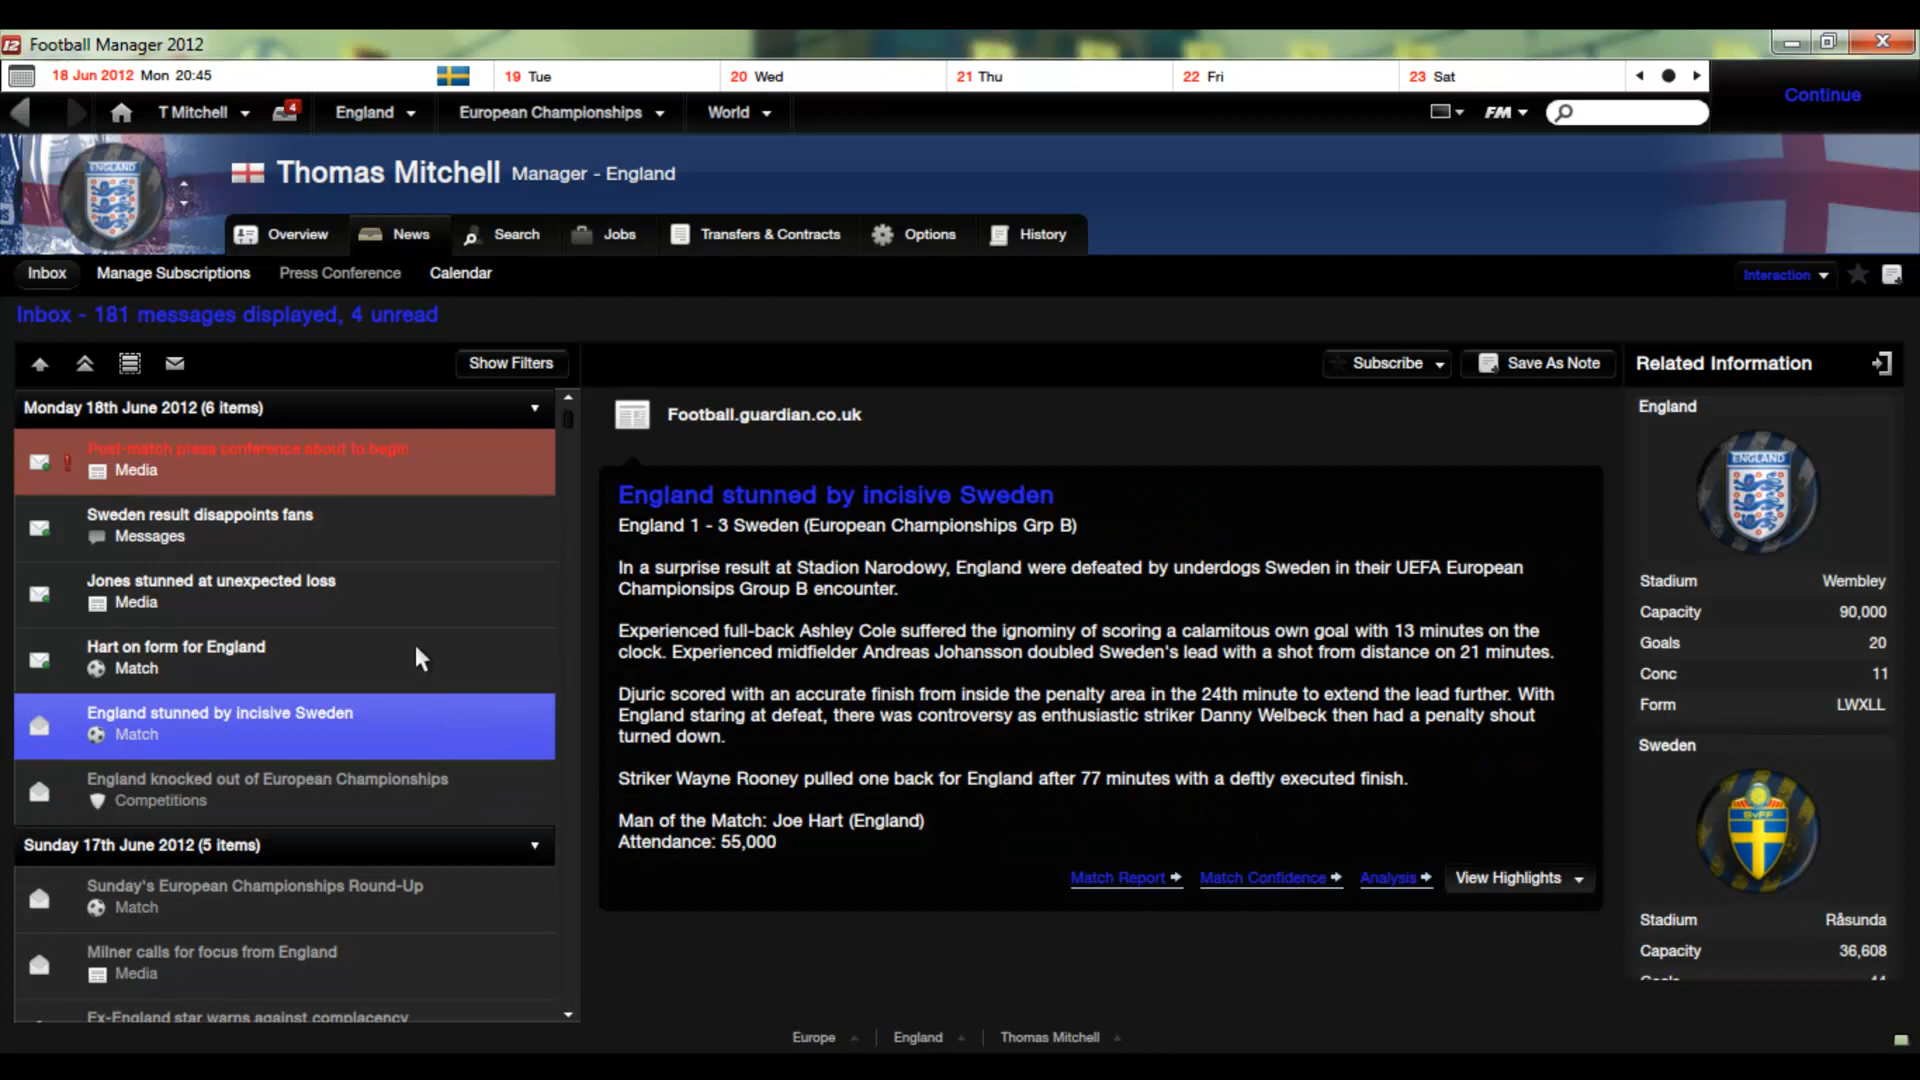 Football Manager 2012
18 Jun 2012 Mon 20:45
19 Tue
20 Wed
21 Thu
22 Fri
23 Sat
Continue
T Mitchell
4
England
European Championships
World
FM
ENGLAND
Thomas Mitchell Manager - England
Overview
News
Search
Jobs
Transfers & Contracts
Options
History
Inbox
Manage Subscriptions
Press Conference
Calendar
Interaction
Inbox - 181 messages displayed, 4 unread
Show Filters
Monday 18th June 2012 (6 items)
Post-match press conference about to begin
Media
Sweden result disappoints fans
Messages
Jones stunned at unexpected loss
Media
Hart on form for England
Match
England stunned by incisive Sweden
Match
England knocked out of European Championships
Competitions
Sunday 17th June 2012 (5 items)
Sunday's European Championships Round-Up
Match
Milner calls for focus from England
Media
Ex-England star warns against complacency
Subscribe
Save As Note
Football.guardian.co.uk
England stunned by incisive Sweden
England 1 - 3 Sweden (European Championships Grp B)
In a surprise result at Stadion Narodowy, England were defeated by underdogs Sweden in their UEFA European
Championsips Group B encounter.
Experienced full-back Ashley Cole suffered the ignominy of scoring a calamitous own goal with 13 minutes on the
clock. Experienced midfielder Andreas Johansson doubled Sweden's lead with a shot from distance on 21 minutes.
Djuric scored with an accurate finish from inside the penalty area in the 24th minute to extend the lead further. With
England staring at defeat, there was controversy as enthusiastic striker Danny Welbeck then had a penalty shout
turned down.
Striker Wayne Rooney pulled one back for England after 77 minutes with a deftly executed finish.
Man of the Match: Joe Hart (England)
Attendance: 55,000
Match Report
Match Confidence
Analysis
View Highlights
Related Information
England
ENGLAND
Stadium Wembley
Capacity 90,000
Goals 20
Conc 11
Form LWXLL
Sweden
SvFF
Stadium Råsunda
Capacity 36,608
Goals 44
Europe
England
Thomas Mitchell